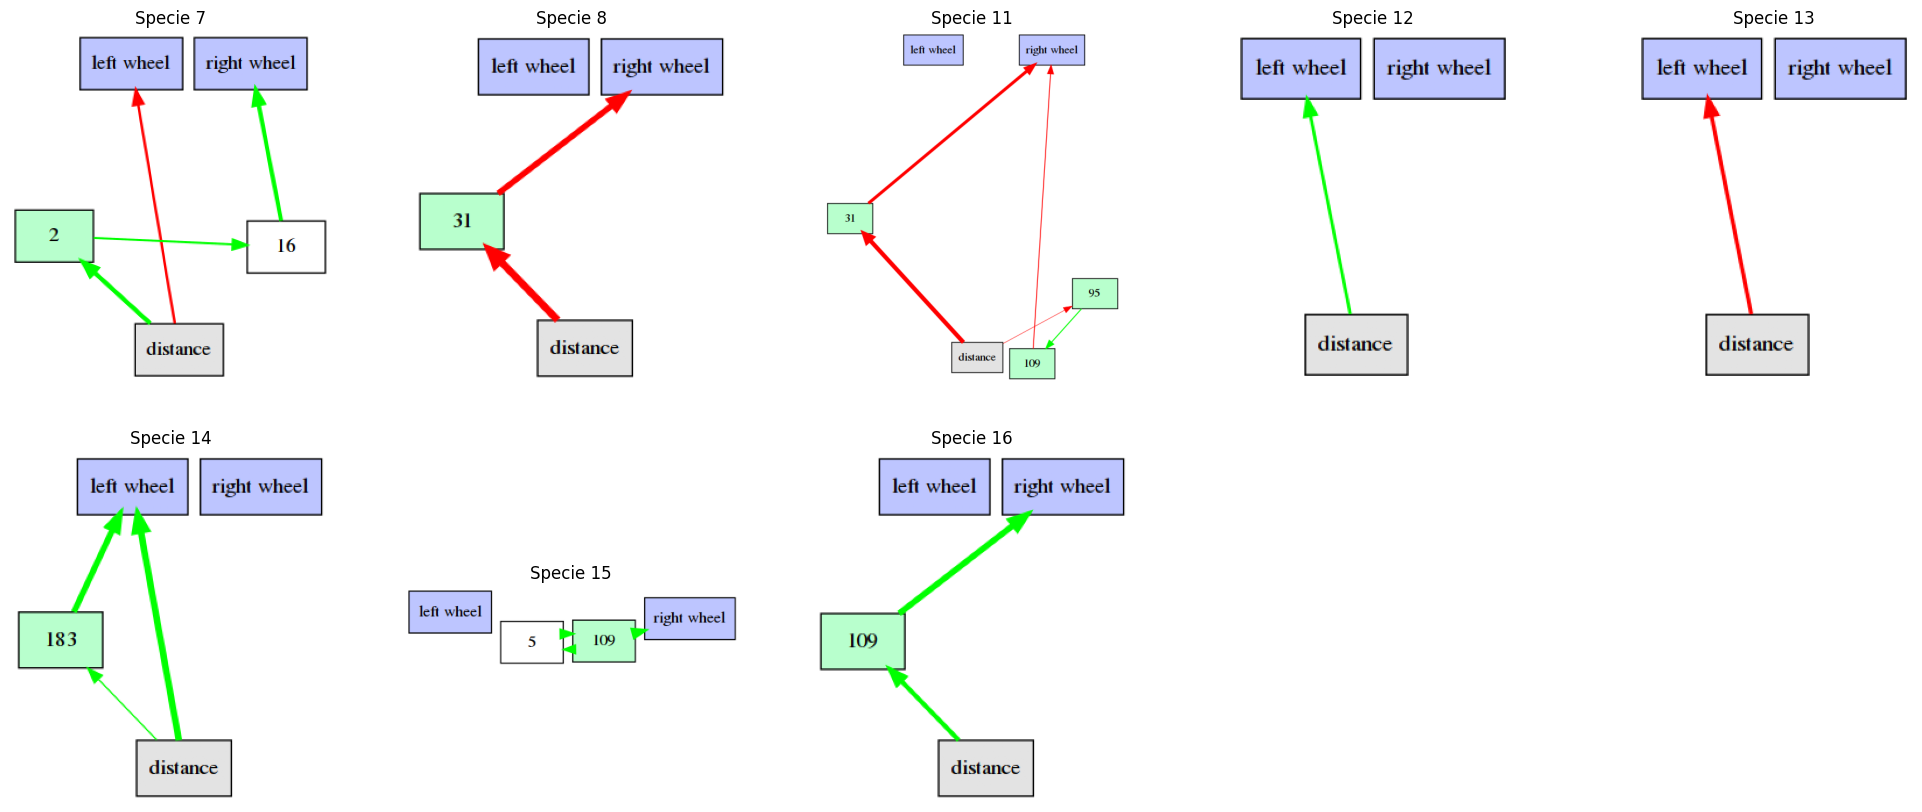 Specie 7
left wheel
right wheel
2
16
distance
Specie 8
left wheel
right wheel
31
distance
Specie 11
left wheel
right wheel
31
95
distance
109
Specie 12
left wheel
right wheel
distance
Specie 13
left wheel
right wheel
distance
Specie 14
left wheel
right wheel
183
distance
Specie 15
left wheel
5
109
right wheel
Specie 16
left wheel
right wheel
109
distance